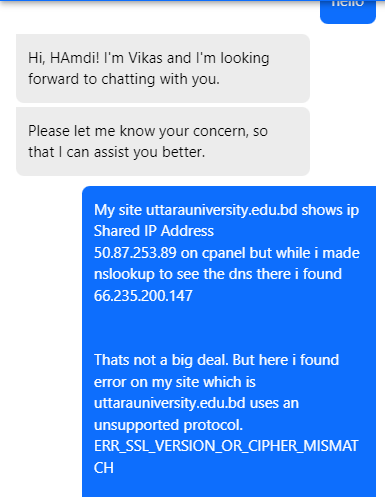 hello
Hi, HAmdi! I'm Vikas and I'm looking
forward to chatting with you.
Please let me know your concern, so
that I can assist you better.
My site uttarauniversity.edu.bd shows ip
Shared IP Address
50.87.253.89 on cpanel but while i made
nslookup to see the dns there i found
66.235.200.147
Thats not a big deal. But here i found
error on my site which is
uttarauniversity.edu.bd uses an
unsupported protocol.
ERR_SSL_VERSION_OR_CIPHER_MISMAT
CH